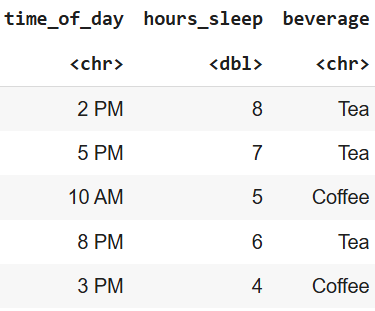 time_of_day hours_sleep beverage
<chr> <dbl> <chr>
2 PM 8 Tea
5 PM 7 Tea
10 AM 5 Coffee
8 PM 6 Tea
3 PM 4 Coffee